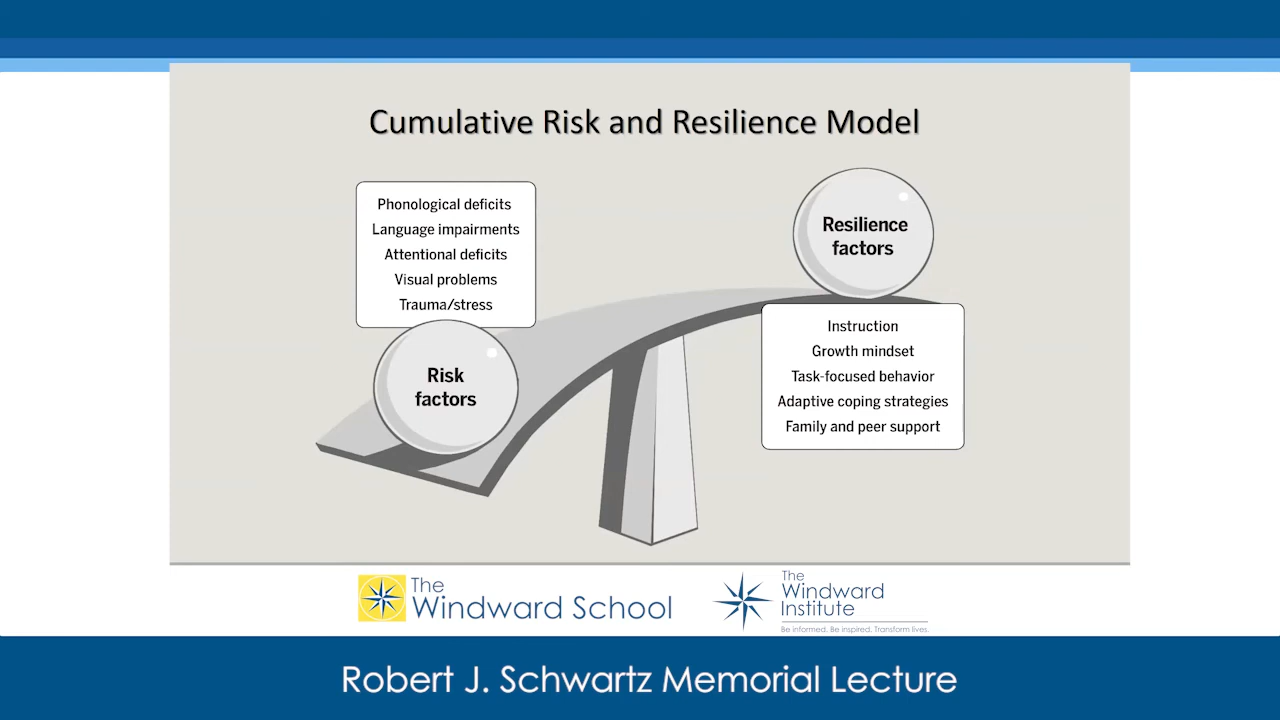 Cumulative Risk and Resilience Model
Phonological deficits
Language impairments
Attentional deficits
Visual problems
Trauma/stress
Risk
factors
Resilience
factors
Instruction
Growth mindset
Task-focused behavior
Adaptive coping strategies
Family and peer support
The
Windward School
The
Windward
Institute
Be informed. Be inspired. Transform lives.
Robert J. Schwartz Memorial Lecture